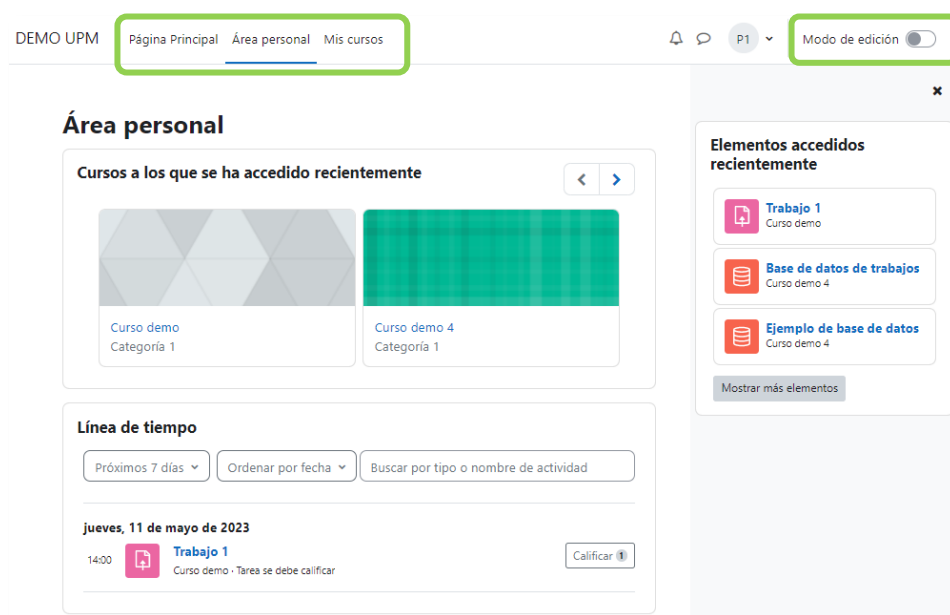 DEMO UPM
Página Principal Área personal Mis cursos
P1
Modo de edición
Área personal
Cursos a los que se ha accedido recientemente
Curso demo
Categoría 1
Curso demo 4
Categoría 1
Línea de tiempo
Próximos 7 días
Ordenar por fecha
Buscar por tipo o nombre de actividad
jueves, 11 de mayo de 2023
14:00
Trabajo 1
Curso demo · Tarea se debe calificar
Calificar 1
Elementos accedidos
recientemente
Trabajo 1
Curso demo
Base de datos de trabajos
Curso demo 4
Ejemplo de base de datos
Curso demo 4
Mostrar más elementos